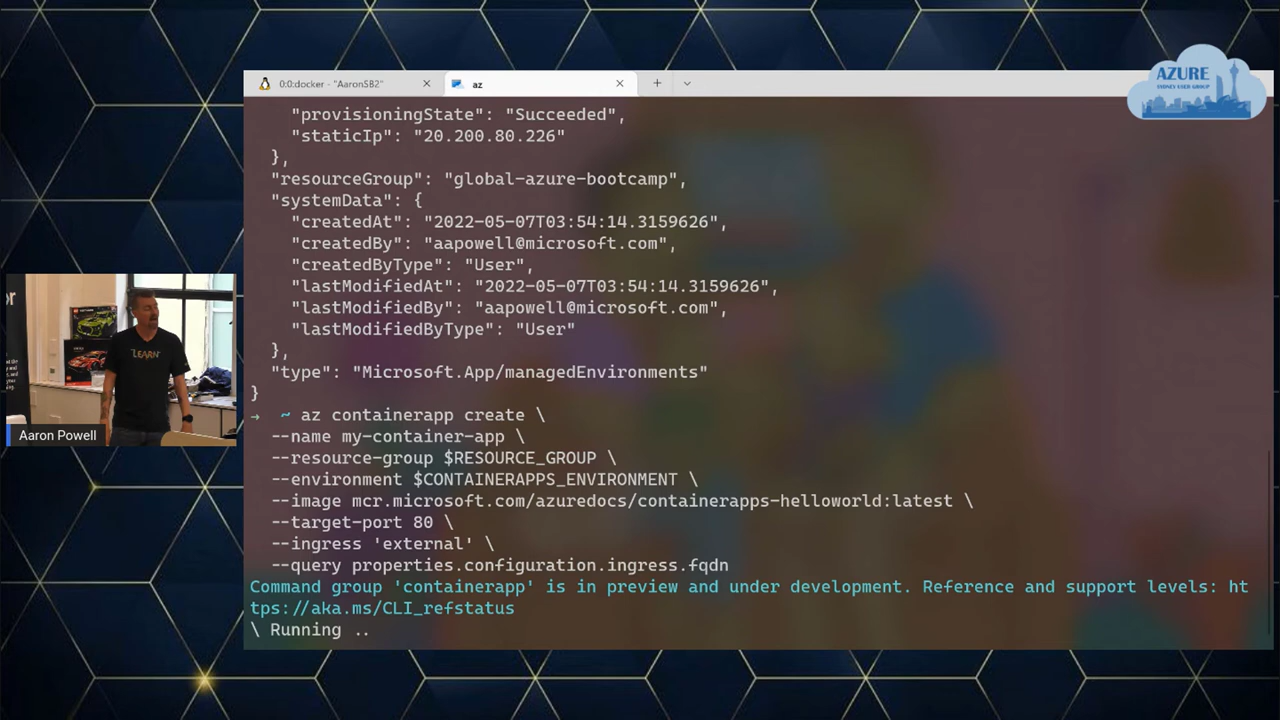 0:0:docker - "AaronSB2"
az
AZURE
SYDNEY USER GROUP
"provisioningState": "Succeeded",
"staticIp": "20.200.80.226"
},
"resourceGroup": "global-azure-bootcamp",
"systemData": {
"createdAt": "2022-05-07T03:54:14.3159626",
"createdBy": "aapowell@microsoft.com",
"createdByType": "User",
"lastModifiedAt": "2022-05-07T03:54:14.3159626",
"lastModifiedBy": "aapowell@microsoft.com",
"lastModifiedByType": "User"
},
"type": "Microsoft.App/managedEnvironments"
}
→ ~ az containerapp create \
--name my-container-app \
--resource-group $RESOURCE_GROUP \
--environment $CONTAINERAPPS_ENVIRONMENT \
--image mcr.microsoft.com/azuredocs/containerapps-helloworld:latest \
--target-port 80 \
--ingress 'external' \
--query properties.configuration.ingress.fqdn
Command group 'containerapp' is in preview and under development. Reference and support levels: ht
tps://aka.ms/CLI_refstatus
\ Running ..
LEARN
Aaron Powell